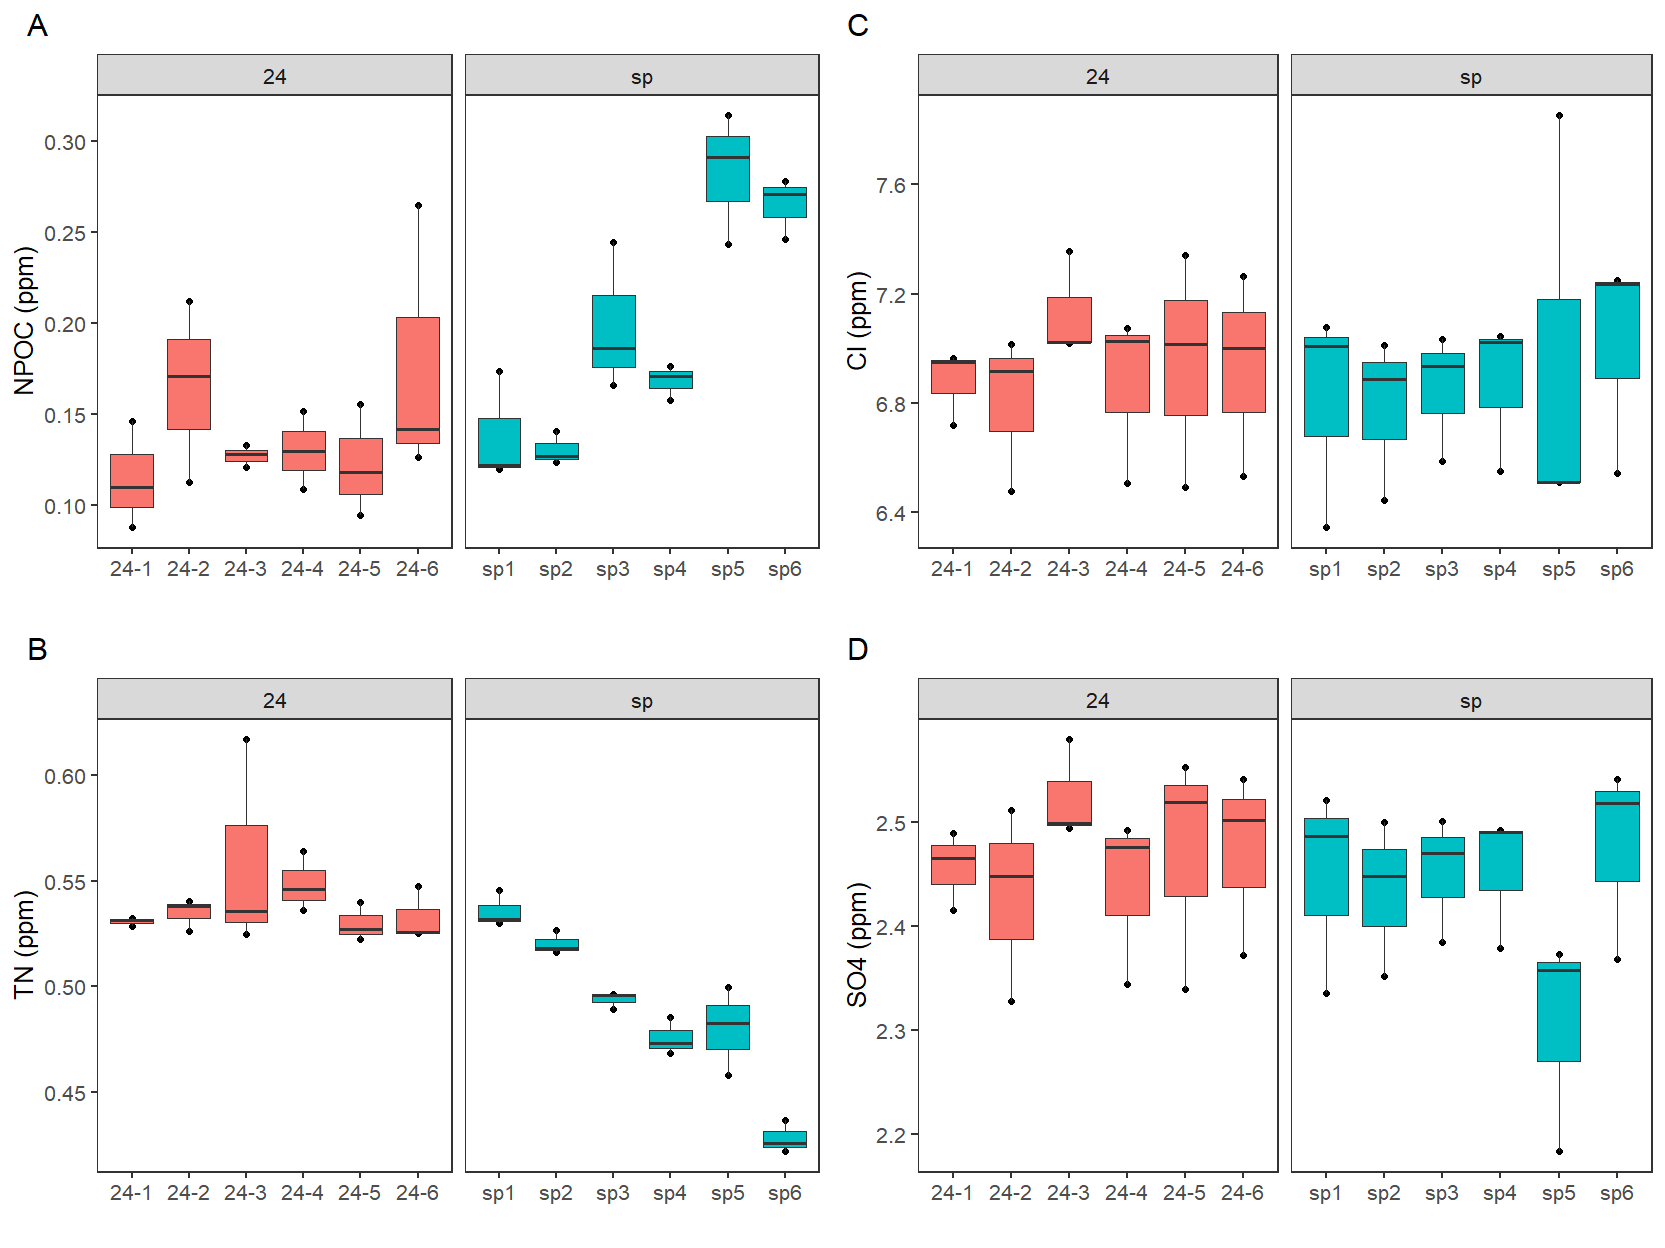 A
24 sp
NPOC (ppm)
0.30
0.25
0.20
0.15
0.10
24-1 24-2 24-3 24-4 24-5 24-6 sp1 sp2 sp3 sp4 sp5 sp6
C
24 sp
Cl (ppm)
7.6
7.2
6.8
6.4
24-1 24-2 24-3 24-4 24-5 24-6 sp1 sp2 sp3 sp4 sp5 sp6
B
24 sp
TN (ppm)
0.60
0.55
0.50
0.45
24-1 24-2 24-3 24-4 24-5 24-6 sp1 sp2 sp3 sp4 sp5 sp6
D
24 sp
SO4 (ppm)
2.5
2.4
2.3
2.2
24-1 24-2 24-3 24-4 24-5 24-6 sp1 sp2 sp3 sp4 sp5 sp6